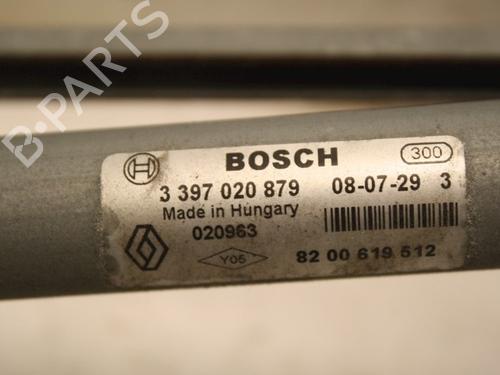 B-PARTS
BOSCH 300
3 397 020 879 08-07-29 3
Made in Hungary
020963
Y05 82 00 619 512